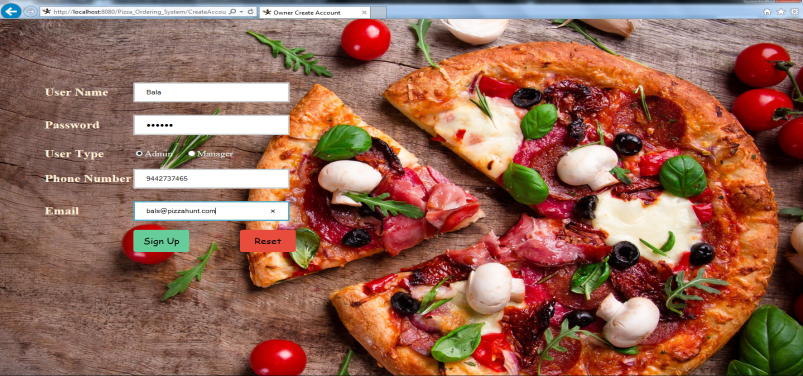 http://localhost:8080/Pizza_Ordering_System/CreateAccou
Owner Create Account
User Name Bala
Password ••••••
User Type Admin Manager
Phone Number 9442737465
Email bala@pizzahunt.com
Sign Up Reset